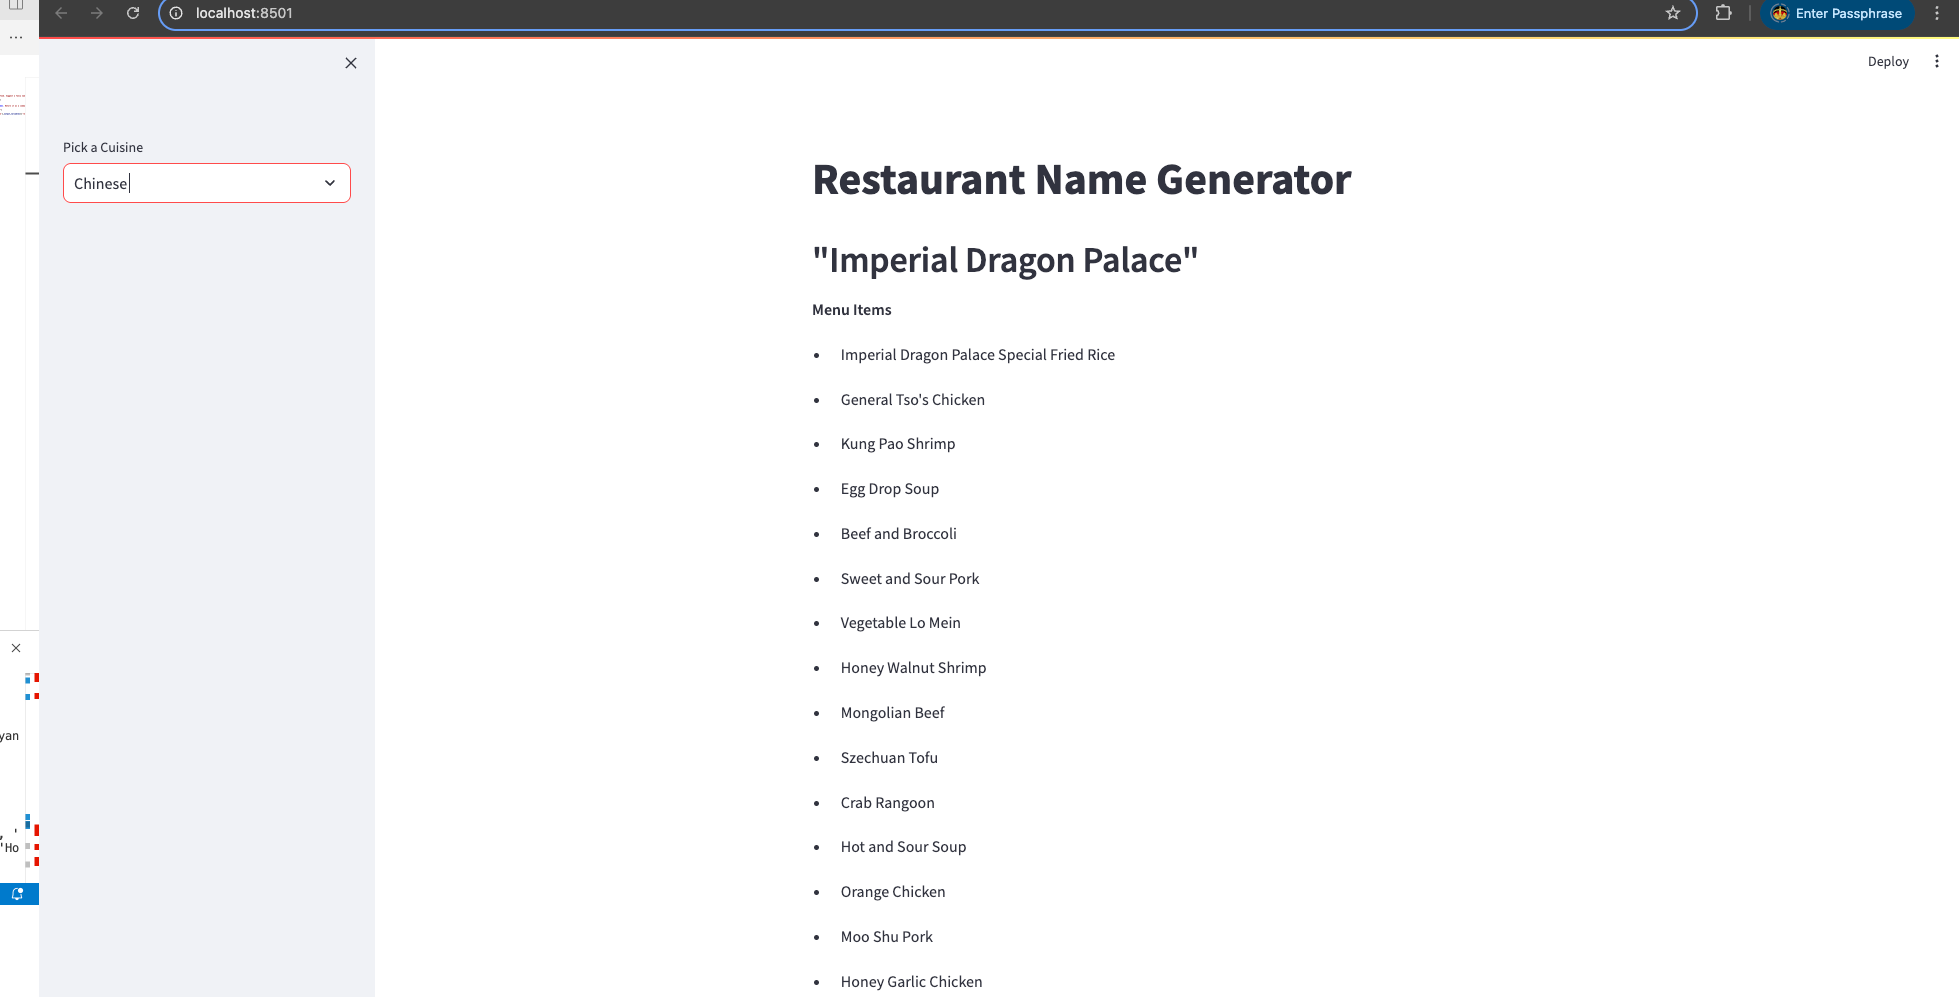 localhost:8501
Enter Passphrase
Deploy
Pick a Cuisine
Chinese
Restaurant Name Generator
"Imperial Dragon Palace"
Menu Items
• Imperial Dragon Palace Special Fried Rice
• General Tso's Chicken
• Kung Pao Shrimp
• Egg Drop Soup
• Beef and Broccoli
• Sweet and Sour Pork
• Vegetable Lo Mein
• Honey Walnut Shrimp
• Mongolian Beef
• Szechuan Tofu
• Crab Rangoon
• Hot and Sour Soup
• Orange Chicken
• Moo Shu Pork
• Honey Garlic Chicken
yan
, '
'Ho